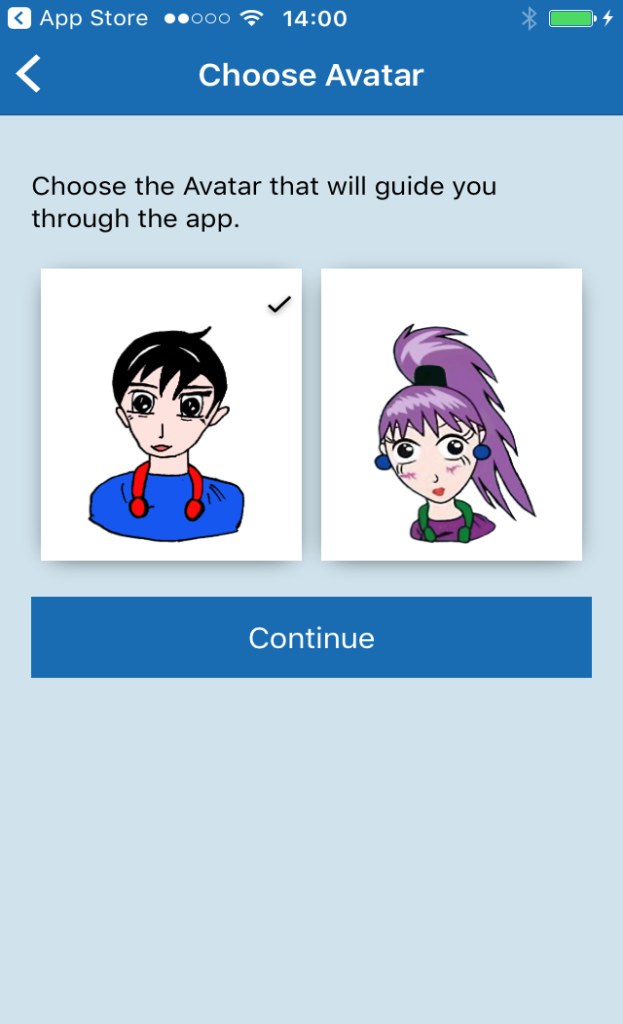 App Store 14:00
Choose Avatar
Choose the Avatar that will guide you
through the app.
Continue